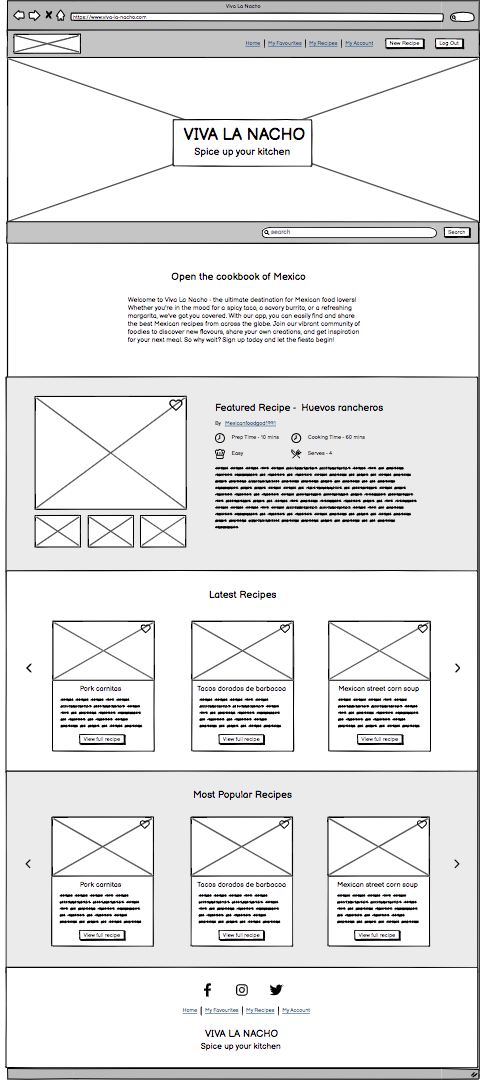 Viva La Nacho
https://www.viva-la-nacho.com
Home | My Favourites | My Recipes | My Account New Recipe Log Out
VIVA LA NACHO
Spice up your kitchen
search Search
Open the cookbook of Mexico
Welcome to Viva La Nacho - the ultimate destination for Mexican food lovers!
Whether you're in the mood for a spicy taco, a savory burrito, or a refreshing
margarita, we've got you covered. With our app, you can easily find and share
the best Mexican recipes from across the globe. Join our vibrant community of
foodies to discover new flavours, share your own creations, and get inspiration
for your next meal. So why wait? Sign up today and let the fiesta begin!
Featured Recipe - Huevos rancheros
By
Prep Time - 10 mins Cooking Time - 60 mins
Easy Serves - 4
Latest Recipes
Pork carnitas Tacos dorados de barbacoa Mexican street corn soup
View full recipe View full recipe View full recipe
Most Popular Recipes
Pork carnitas Tacos dorados de barbacoa Mexican street corn soup
View full recipe View full recipe View full recipe
Home | My Favourites | My Recipes | My Account
VIVA LA NACHO
Spice up your kitchen